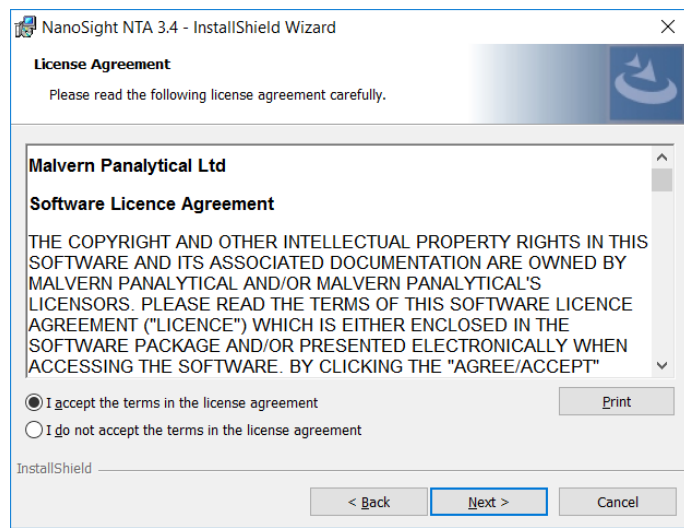 NanoSight NTA 3.4 - InstallShield Wizard
License Agreement
Please read the following license agreement carefully.
Malvern Panalytical Ltd
Software Licence Agreement
THE COPYRIGHT AND OTHER INTELLECTUAL PROPERTY RIGHTS IN THIS
SOFTWARE AND ITS ASSOCIATED DOCUMENTATION ARE OWNED BY
MALVERN PANALYTICAL AND/OR MALVERN PANALYTICAL'S
LICENSORS. PLEASE READ THE TERMS OF THIS SOFTWARE LICENCE
AGREEMENT ("LICENCE") WHICH IS EITHER ENCLOSED IN THE
SOFTWARE PACKAGE AND/OR PRESENTED ELECTRONICALLY WHEN
ACCESSING THE SOFTWARE. BY CLICKING THE "AGREE/ACCEPT"
I accept the terms in the license agreement
Print
I do not accept the terms in the license agreement
InstallShield
< Back
Next >
Cancel